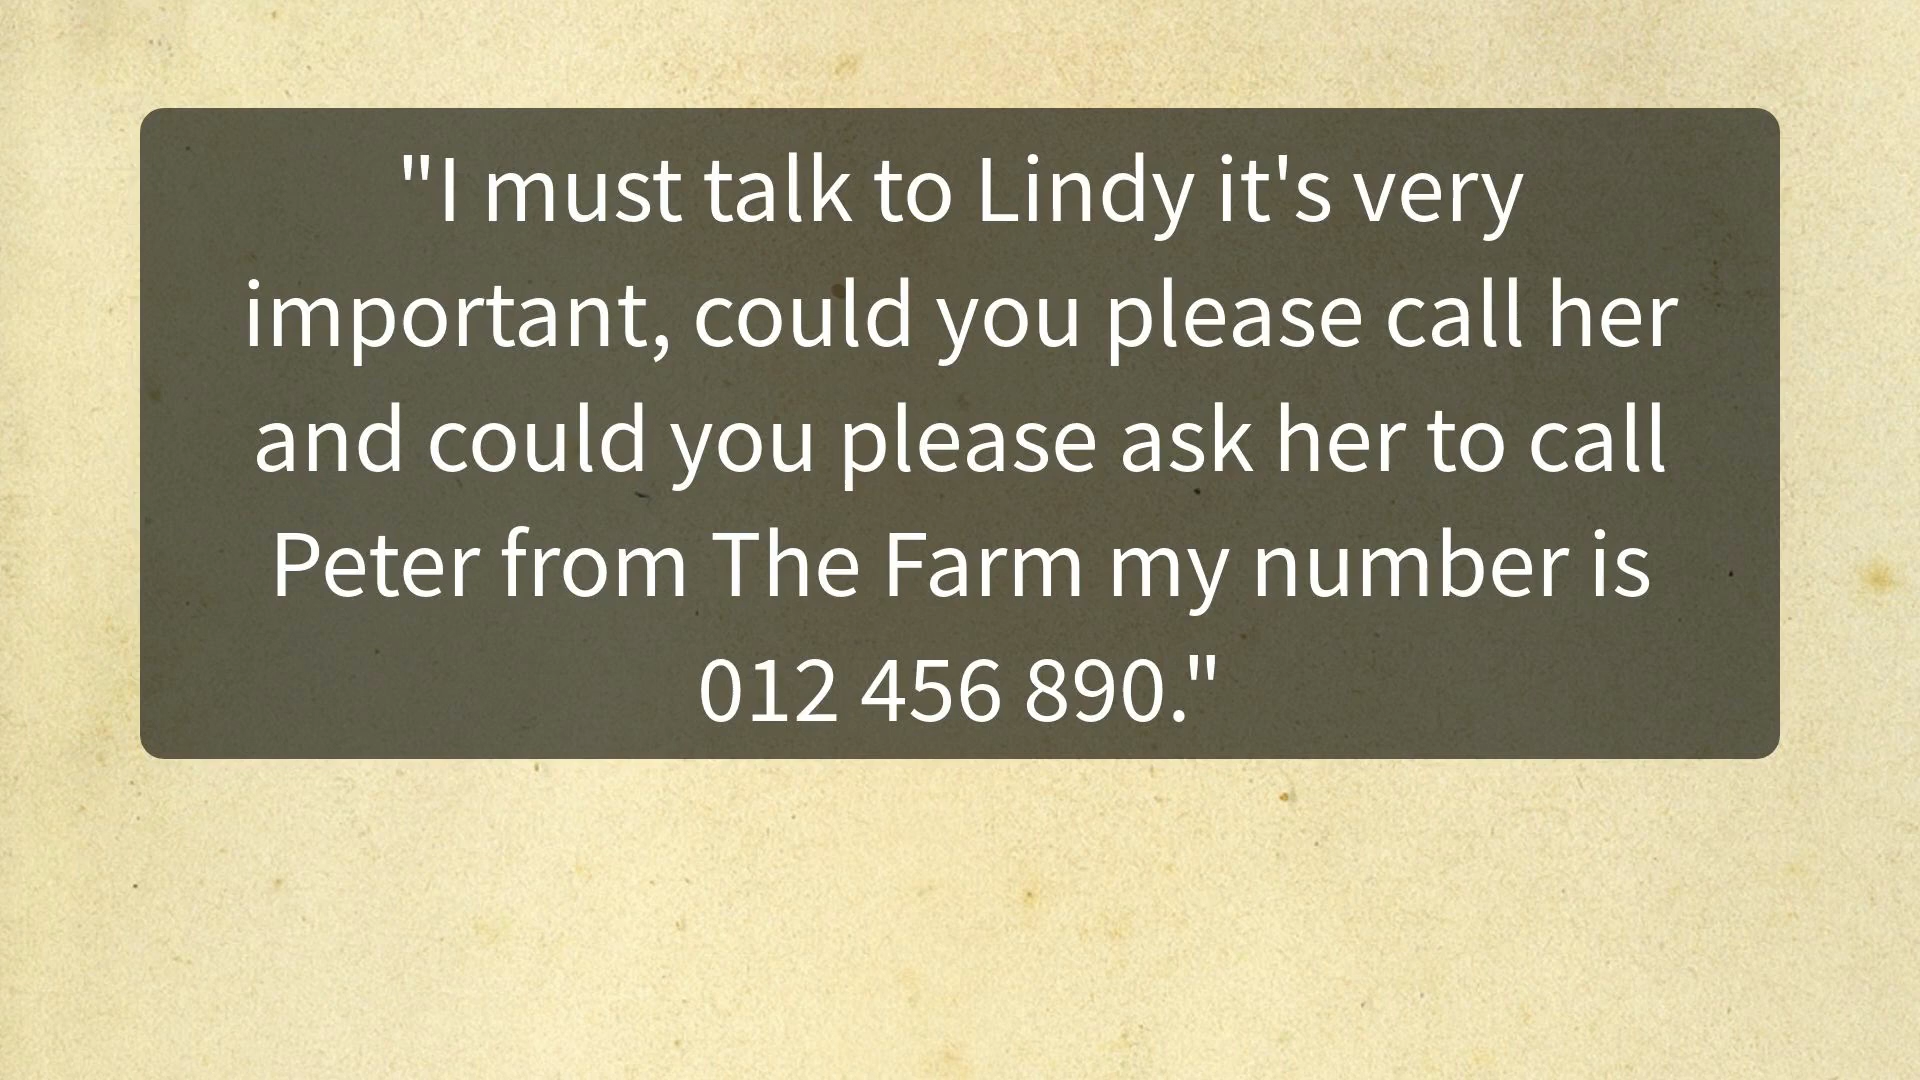 "I must talk to Lindy it's very
important, could you please call her
and could you please ask her to call
Peter from The Farm my number is
012 456 890."